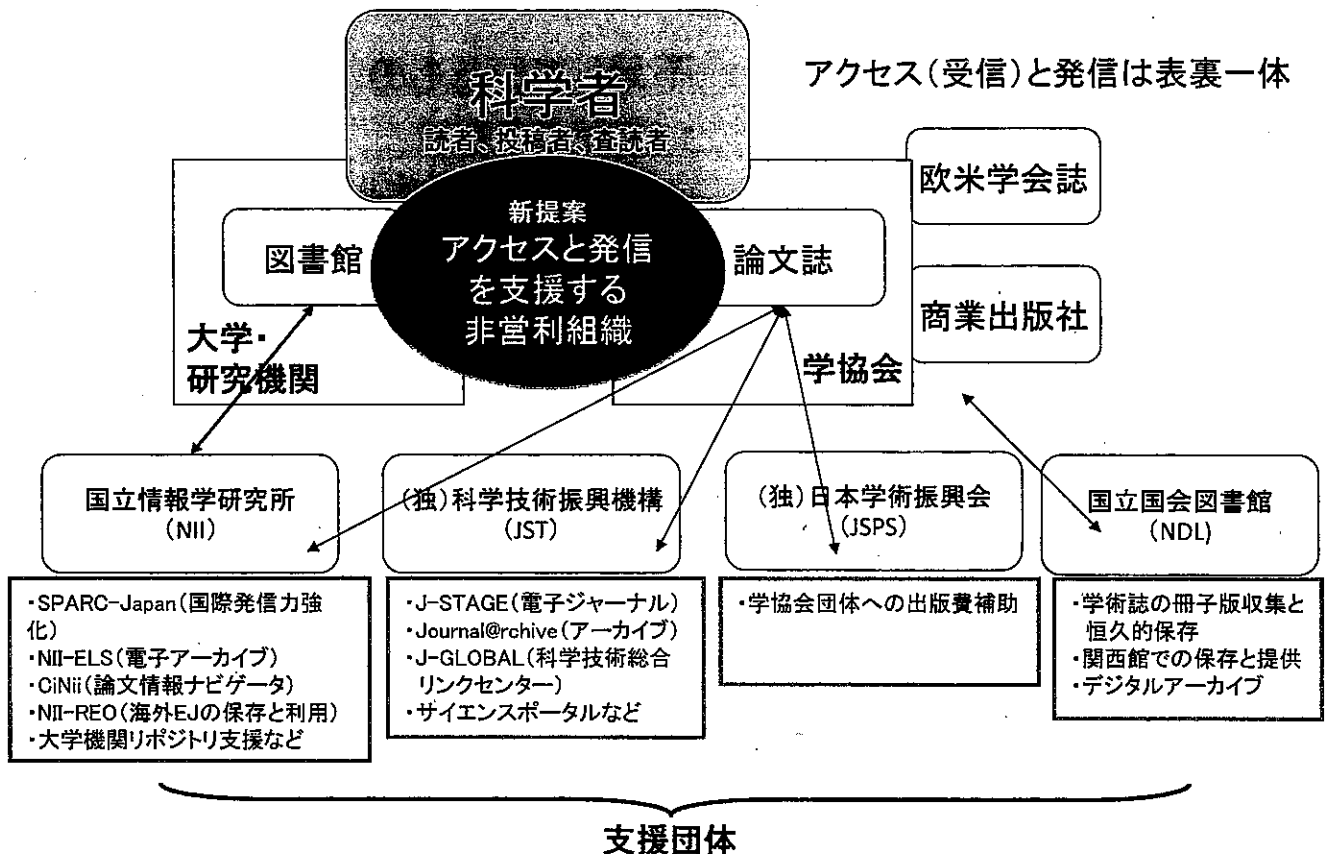 科学者
読者、投稿者、査読者
アクセス(受信)と発信は表裏一体
欧米学会誌
商業出版社
新提案
アクセスと発信
を支援する
非営利組織
図書館
論文誌
大学・
研究機関
学協会
国立情報学研究所
(NII)
(独)科学技術振興機構
(JST)
(独)日本学術振興会
(JSPS)
国立国会図書館
(NDL)
・SPARC-Japan(国際発信力強
化)
・NII-ELS(電子アーカイブ)
・CiNii(論文情報ナビゲータ)
・NII-REO(海外EJの保存と利用)
・大学機関リポジトリ支援など
・J-STAGE(電子ジャーナル)
・Journal@rchive(アーカイブ)
・J-GLOBAL(科学技術総合
リンクセンター)
・サイエンスポータルなど
・学協会団体への出版費補助
・学術誌の冊子版収集と
恒久的保存
・関西館での保存と提供
・デジタルアーカイブ
支援団体